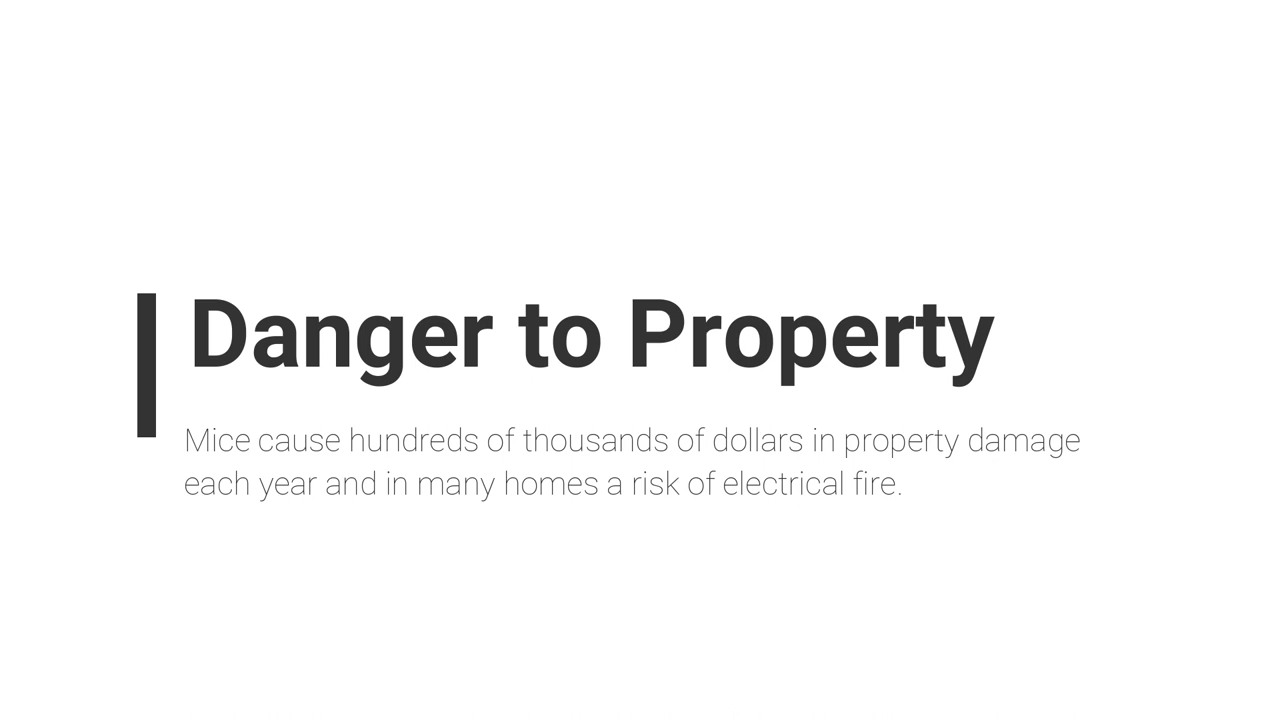 Danger to Property
Mice cause hundreds of thousands of dollars in property damage
each year and in many homes a risk of electrical fire.